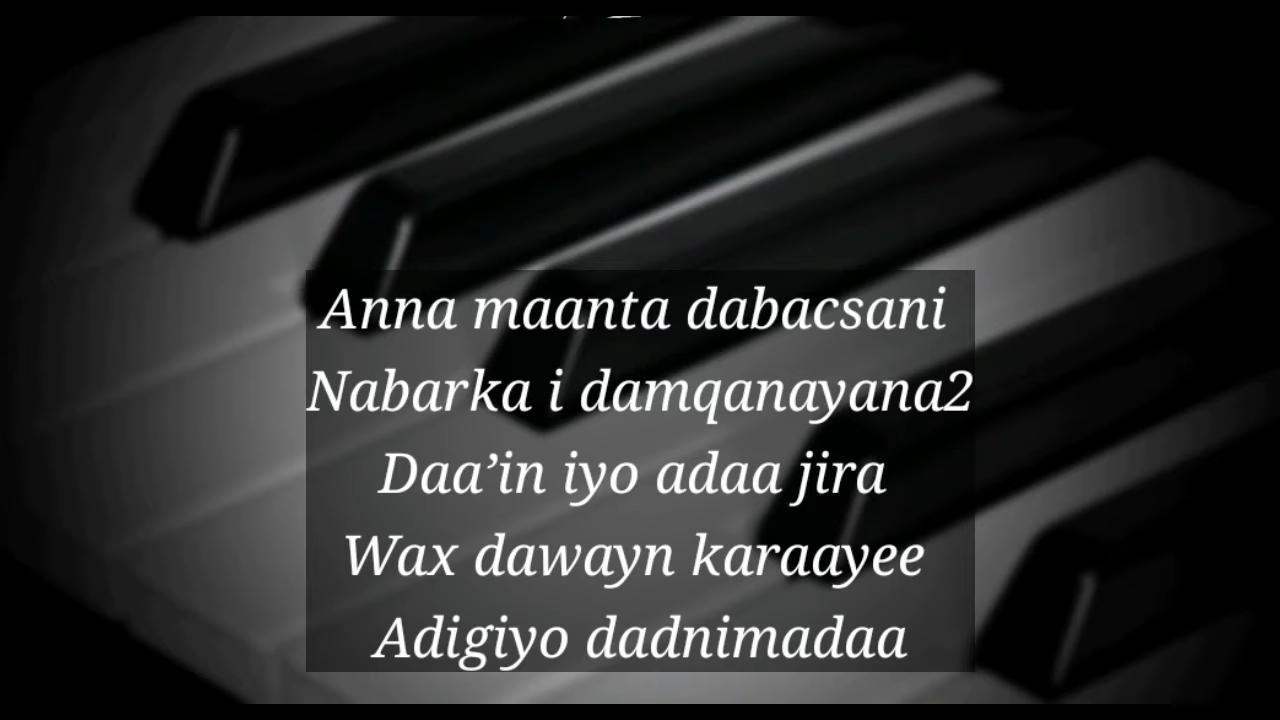 Anna maanta dabacsani
Nabarka i damqanayana2
Daa’in iyo adaa jira
Wax dawayn karaayee
Adigiyo dadnimadaa